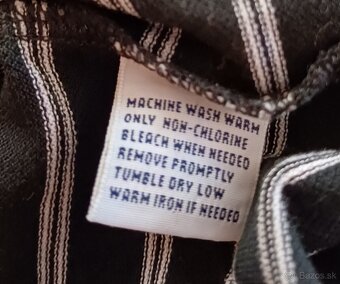 MACHINE WASH WARM
ONLY NON-CHLORINE
BLEACH WHEN NEEDED
REMOVE PROMPTLY
TUMBLE DRY LOW
WARM IRON IF NEEDED
Bazos.sk